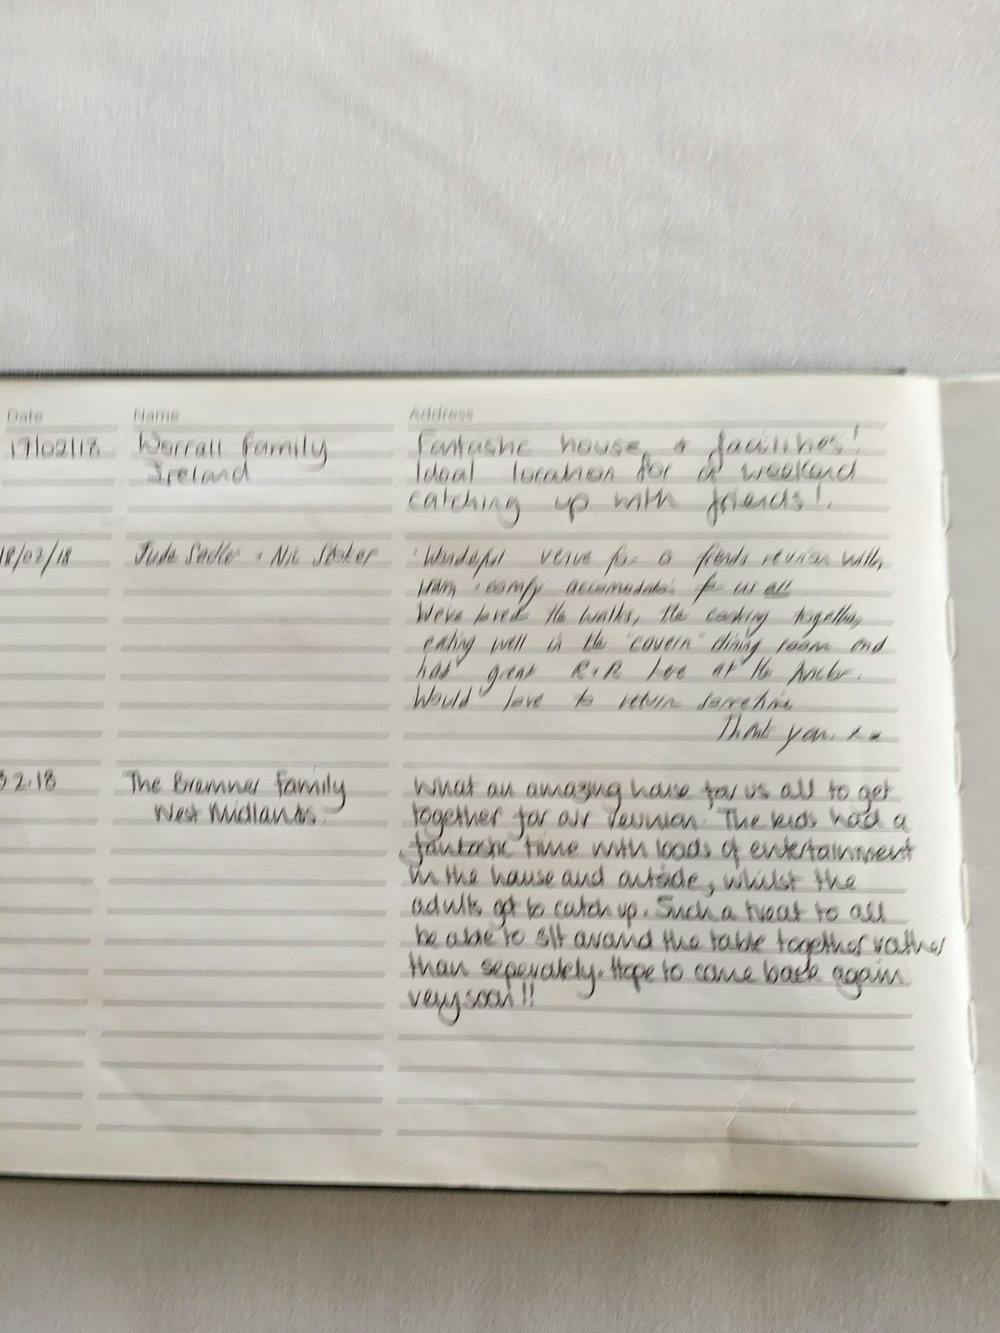 Date Name Address
17/02/18 Worrall Family Fantastic house & facilities!
Ireland Ideal location for a weekend
catching up with friends!
18/02/18 Jude Sadler + Nic Wonderful venue for a friends reunion with
warm + comfy accomodation for us all
We've loved the walks, the cooking together,
eating well in the "cavern" dining room and
had great R+R here at the Anchor.
Would love to return sometime
Thank you. x x
2.18 The Bremner Family What an amazing house for us all to get
West Midlands. together for our reunion. The kids had a
fantastic time with loads of entertainment
in the house and outside, whilst the
adults got to catch up. Such a treat to all
be able to sit around the table together rather
than seperately. Hope to come back again
very soon!!